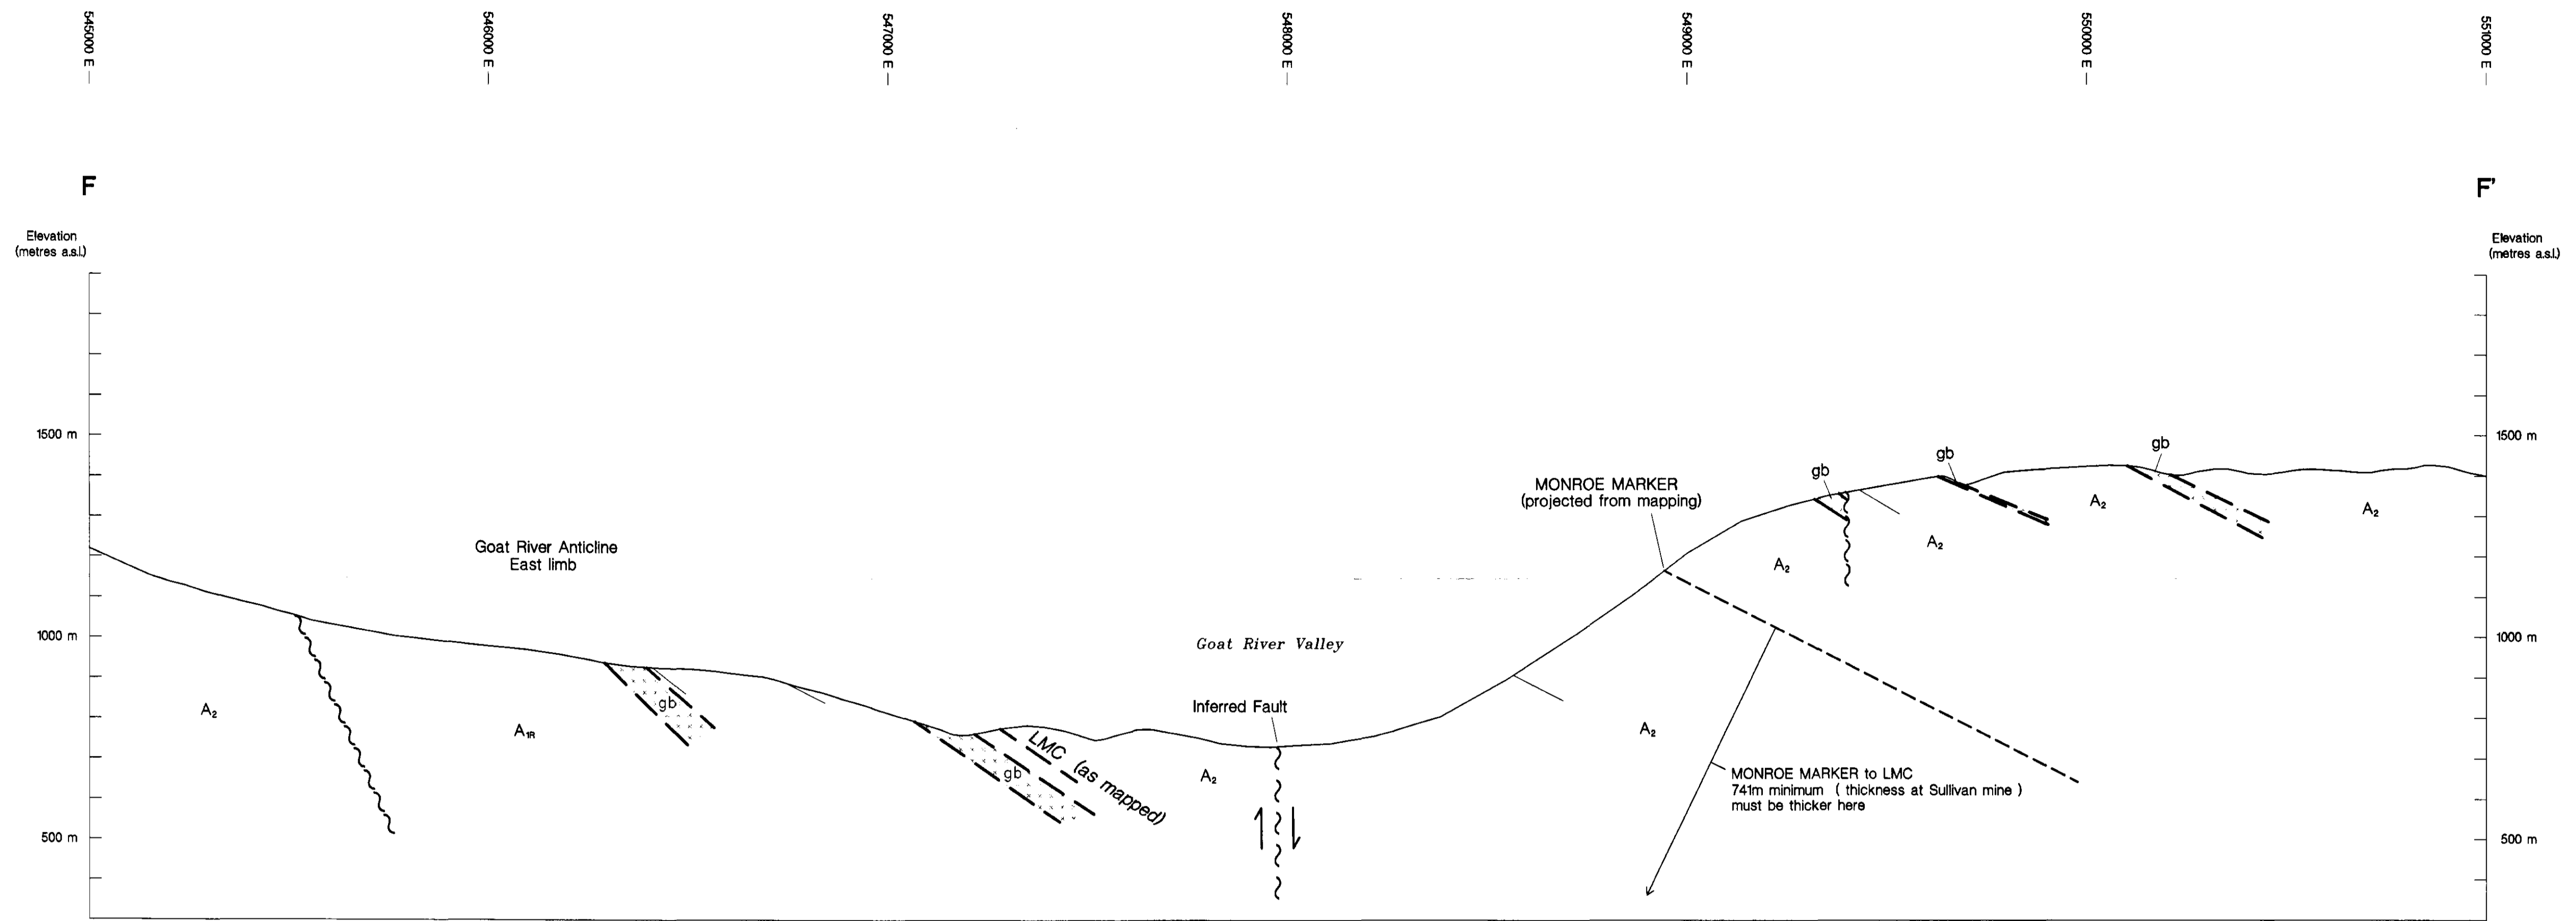 545000 E
546000 E
547000 E
548000 E
549000 E
550000 E
551000 E
F
F'
Elevation
(metres a.s.l.)
Elevation
(metres a.s.l.)
1500 m
1500 m
1000 m
1000 m
500 m
500 m
Goat River Anticline
East limb
MONROE MARKER
(projected from mapping)
gb
gb
gb
A2
A2
A2
A2
Goat River Valley
Inferred Fault
A2
A1R
gb
gb
LMC (as mapped)
A2
A2
MONROE MARKER to LMC
741m minimum ( thickness at Sullivan mine )
must be thicker here